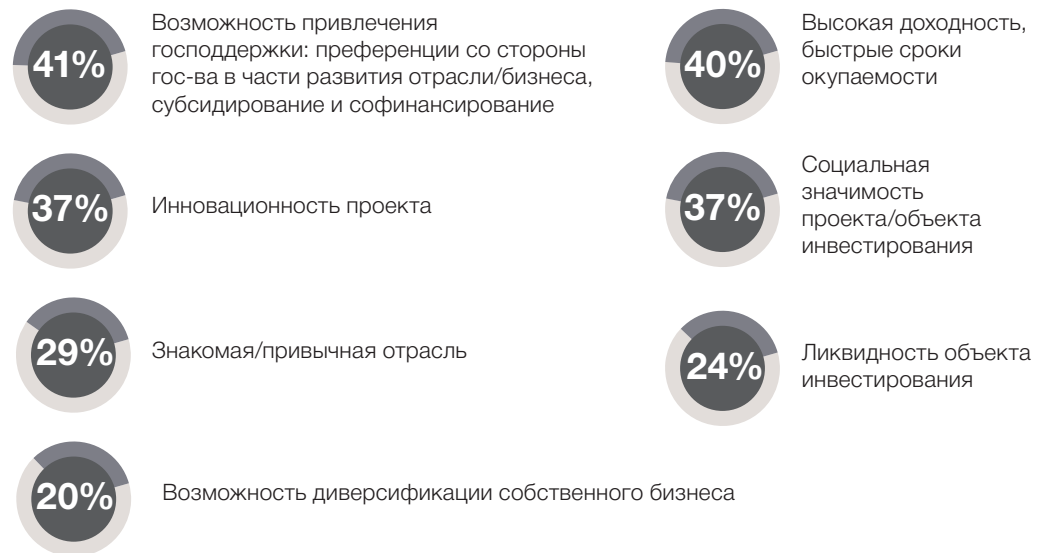 41%
Возможность привлечения
господдержки: преференции со стороны
гос-ва в части развития отрасли/бизнеса,
субсидирование и софинансирование
40%
Высокая доходность,
быстрые сроки
окупаемости
37%
Инновационность проекта
37%
Социальная
значимость
проекта/объекта
инвестирования
29%
Знакомая/привычная отрасль
24%
Ликвидность объекта
инвестирования
20%
Возможность диверсификации собственного бизнеса